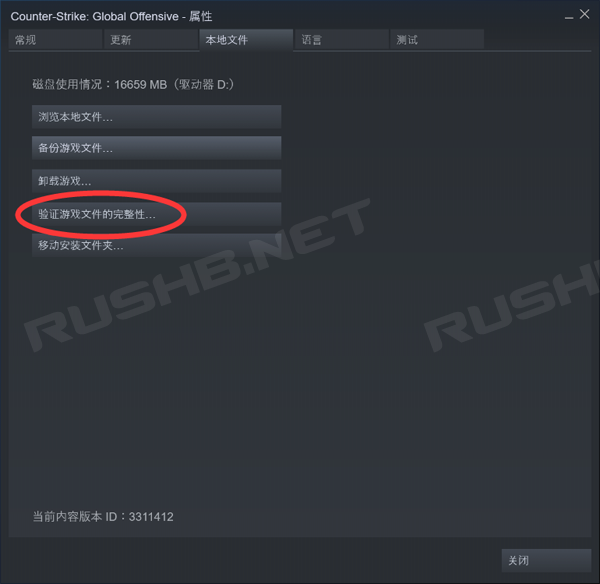 Counter-Strike: Global Offensive - 属性
常规 更新 本地文件 语言 测试
磁盘使用情况：16659 MB（驱动器 D:）
浏览本地文件...
备份游戏文件...
卸载游戏...
验证游戏文件的完整性...
移动安装文件夹...
RUSHB.NET
RUSHB
当前内容版本 ID：3311412
关闭